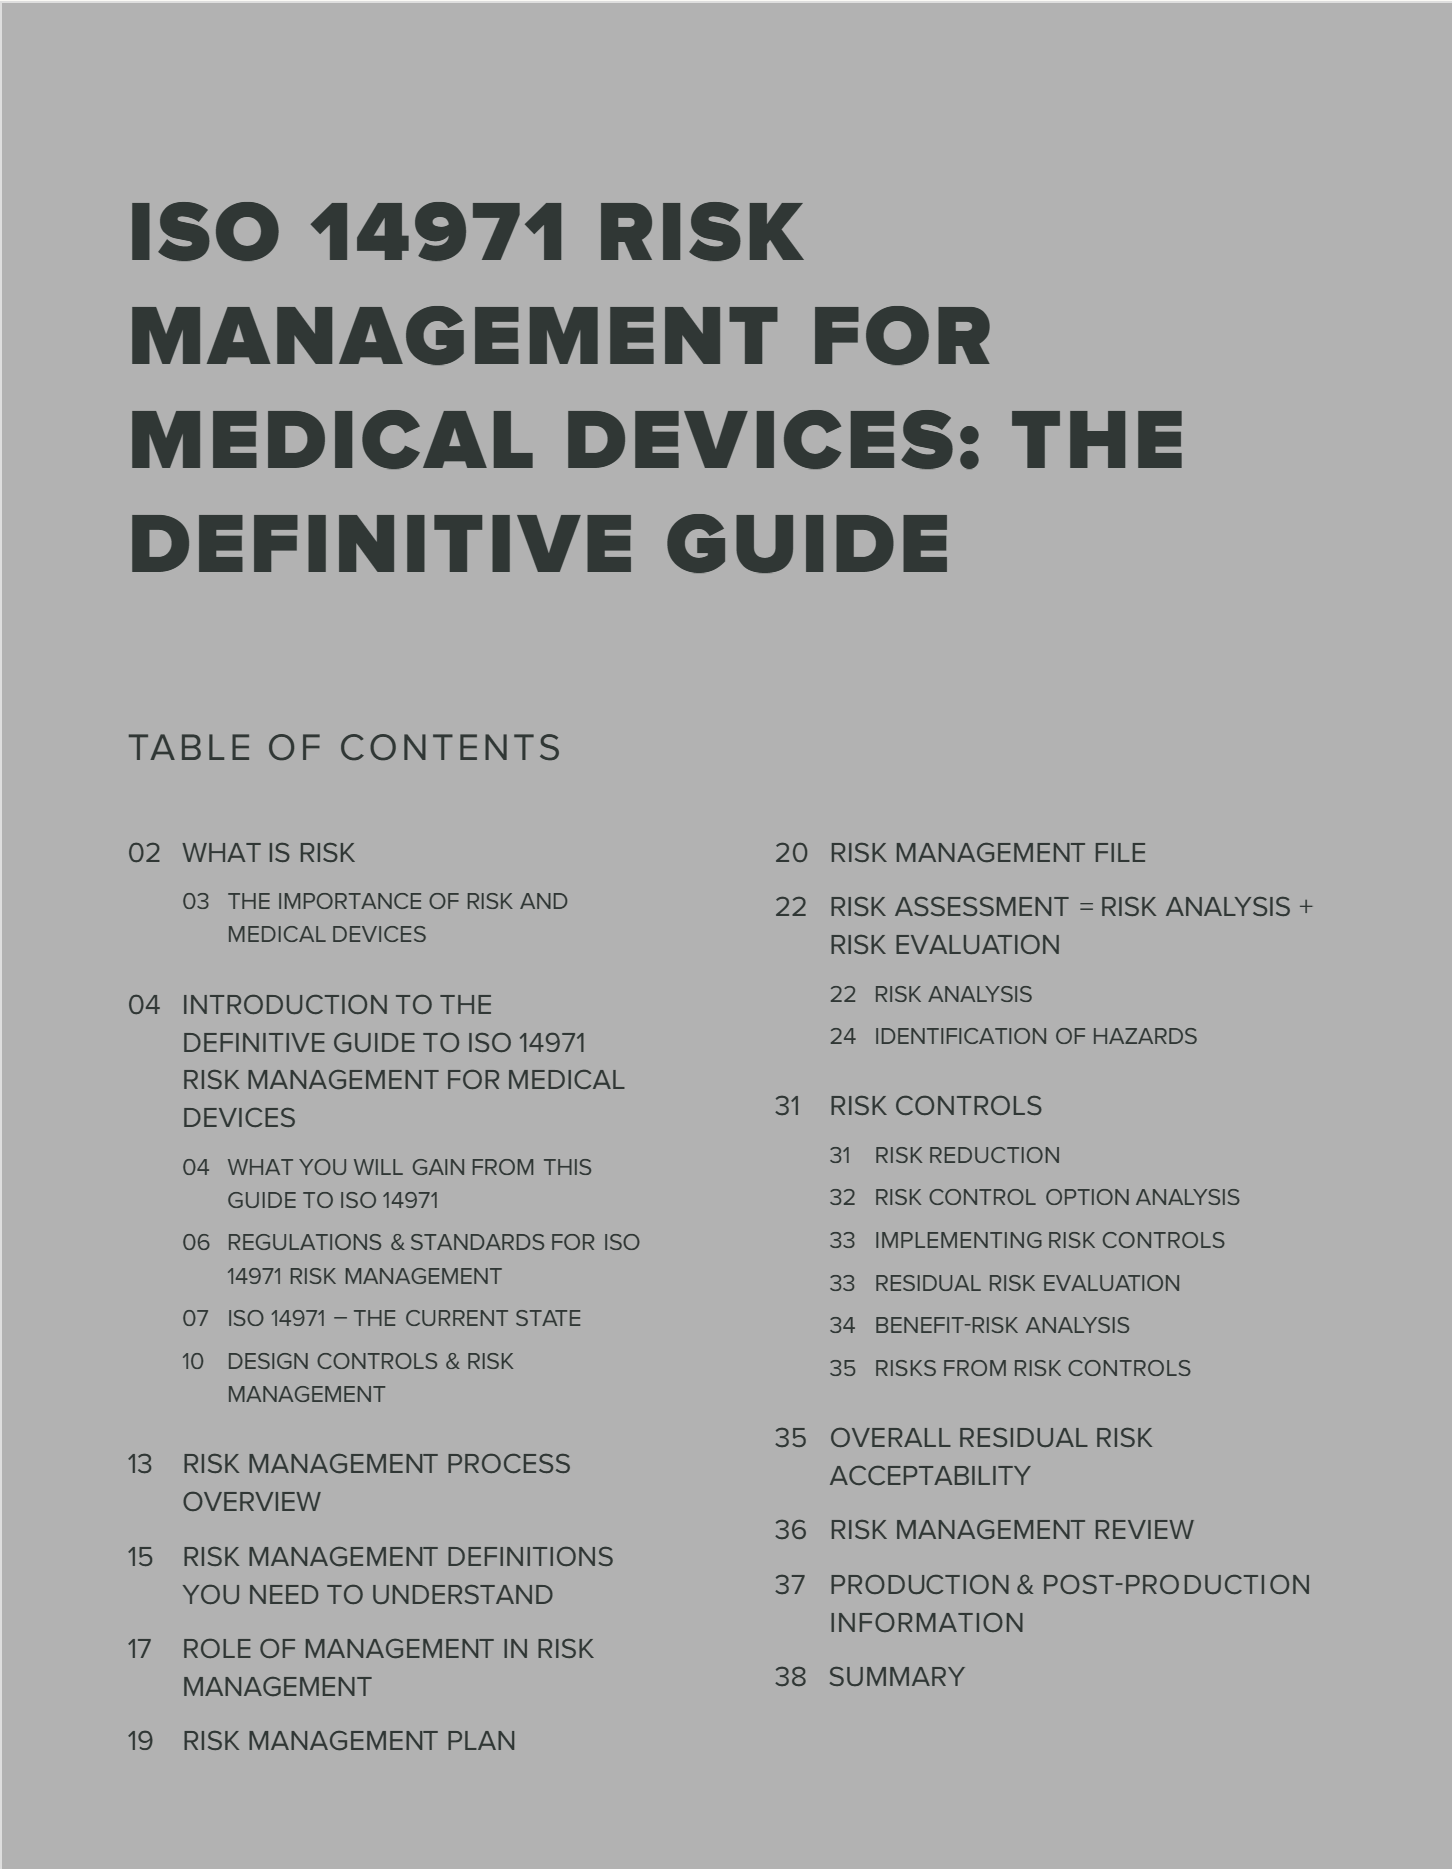 ISO 14971 RISK
MANAGEMENT FOR
MEDICAL DEVICES: THE
DEFINITIVE GUIDE
TABLE OF CONTENTS
02 WHAT IS RISK
03 THE IMPORTANCE OF RISK AND
MEDICAL DEVICES
04 INTRODUCTION TO THE
DEFINITIVE GUIDE TO ISO 14971
RISK MANAGEMENT FOR MEDICAL
DEVICES
04 WHAT YOU WILL GAIN FROM THIS
GUIDE TO ISO 14971
06 REGULATIONS & STANDARDS FOR ISO
14971 RISK MANAGEMENT
07 ISO 14971 – THE CURRENT STATE
10 DESIGN CONTROLS & RISK
MANAGEMENT
13 RISK MANAGEMENT PROCESS
OVERVIEW
15 RISK MANAGEMENT DEFINITIONS
YOU NEED TO UNDERSTAND
17 ROLE OF MANAGEMENT IN RISK
MANAGEMENT
19 RISK MANAGEMENT PLAN
20 RISK MANAGEMENT FILE
22 RISK ASSESSMENT = RISK ANALYSIS +
RISK EVALUATION
22 RISK ANALYSIS
24 IDENTIFICATION OF HAZARDS
31 RISK CONTROLS
31 RISK REDUCTION
32 RISK CONTROL OPTION ANALYSIS
33 IMPLEMENTING RISK CONTROLS
33 RESIDUAL RISK EVALUATION
34 BENEFIT-RISK ANALYSIS
35 RISKS FROM RISK CONTROLS
35 OVERALL RESIDUAL RISK
ACCEPTABILITY
36 RISK MANAGEMENT REVIEW
37 PRODUCTION & POST-PRODUCTION
INFORMATION
38 SUMMARY